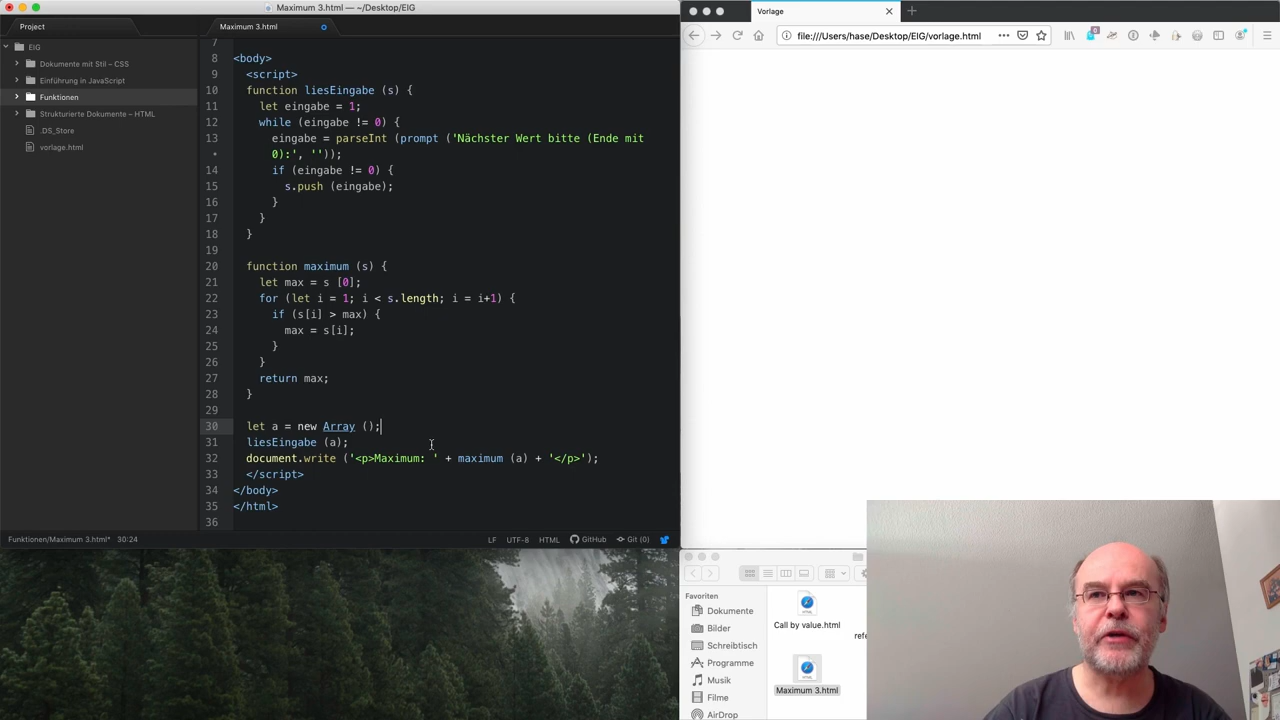 Maximum 3.html — ~/Desktop/EIG
Project
Maximum 3.html
EIG
Dokumente mit Stil – CSS
Einführung in JavaScript
Funktionen
Strukturierte Dokumente – HTML
.DS_Store
vorlage.html
7
8 <body>
9 <script>
10 function liesEingabe (s) {
11 let eingabe = 1;
12 while (eingabe != 0) {
13 eingabe = parseInt (prompt ('Nächster Wert bitte (Ende mit
• 0):', ''));
14 if (eingabe != 0) {
15 s.push (eingabe);
16 }
17 }
18 }
19
20 function maximum (s) {
21 let max = s [0];
22 for (let i = 1; i < s.length; i = i+1) {
23 if (s[i] > max) {
24 max = s[i];
25 }
26 }
27 return max;
28 }
29
30 let a = new Array ();
31 liesEingabe (a);
32 document.write ('<p>Maximum: ' + maximum (a) + '</p>');
33 </script>
34 </body>
35 </html>
36
Funktionen/Maximum 3.html* 30:24
LF UTF-8 HTML GitHub Git (0)
Vorlage
file:///Users/hase/Desktop/EIG/vorlage.html
0
Favoriten
Dokumente
Bilder
Schreibtisch
Programme
Musik
Filme
AirDrop
HTML
Call by value.html
refe
HTML
Maximum 3.html